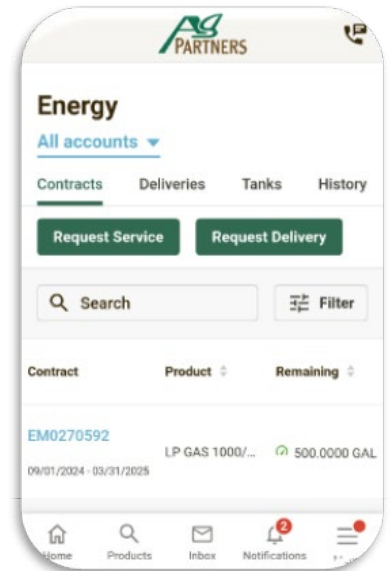 AG
PARTNERS
Energy
All accounts
Contracts Deliveries Tanks History
Request Service Request Delivery
Search Filter
Contract Product Remaining
EM0270592
LP GAS 1000/... 500.0000 GAL
09/01/2024 - 03/31/2025
2
Home Products Inbox Notifications